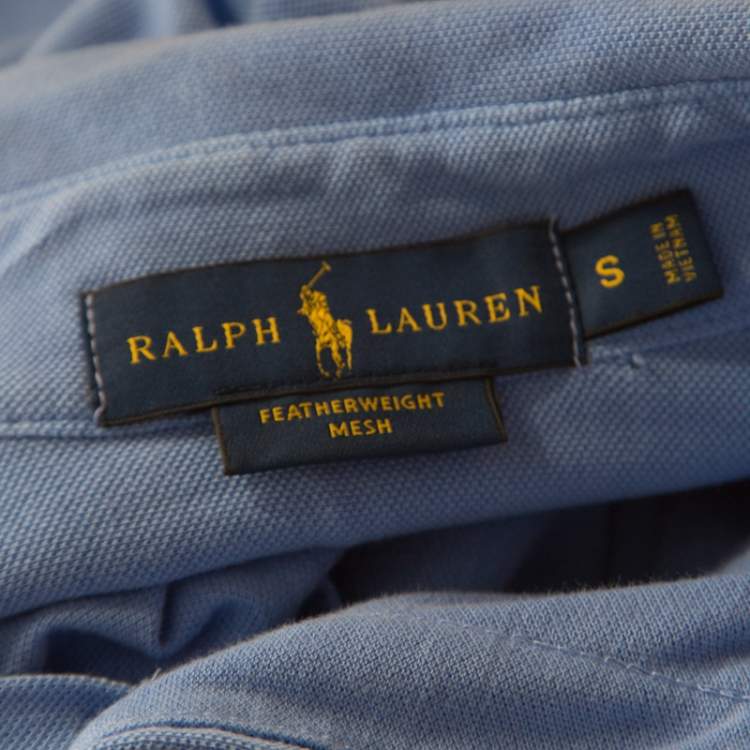 RALPH LAUREN
S
MADE IN
VIETNAM
FEATHERWEIGHT
MESH